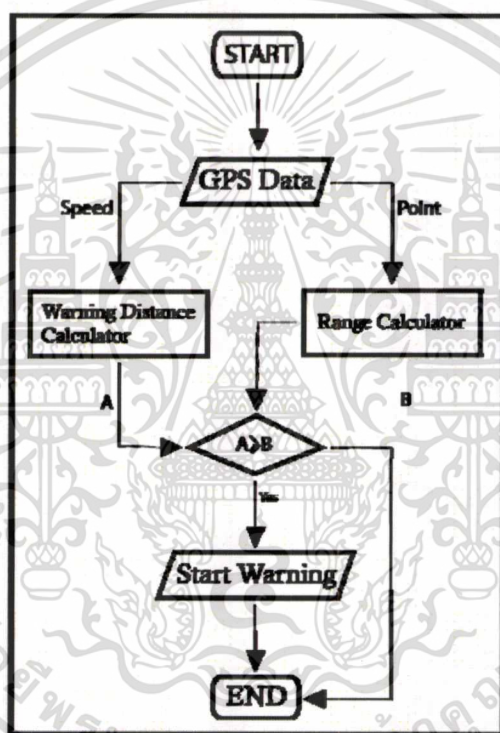 START
GPS Data
Speed
Point
Warning Distance
Calculator
Range Calculator
A
B
A>B
Yes
Start Warning
END